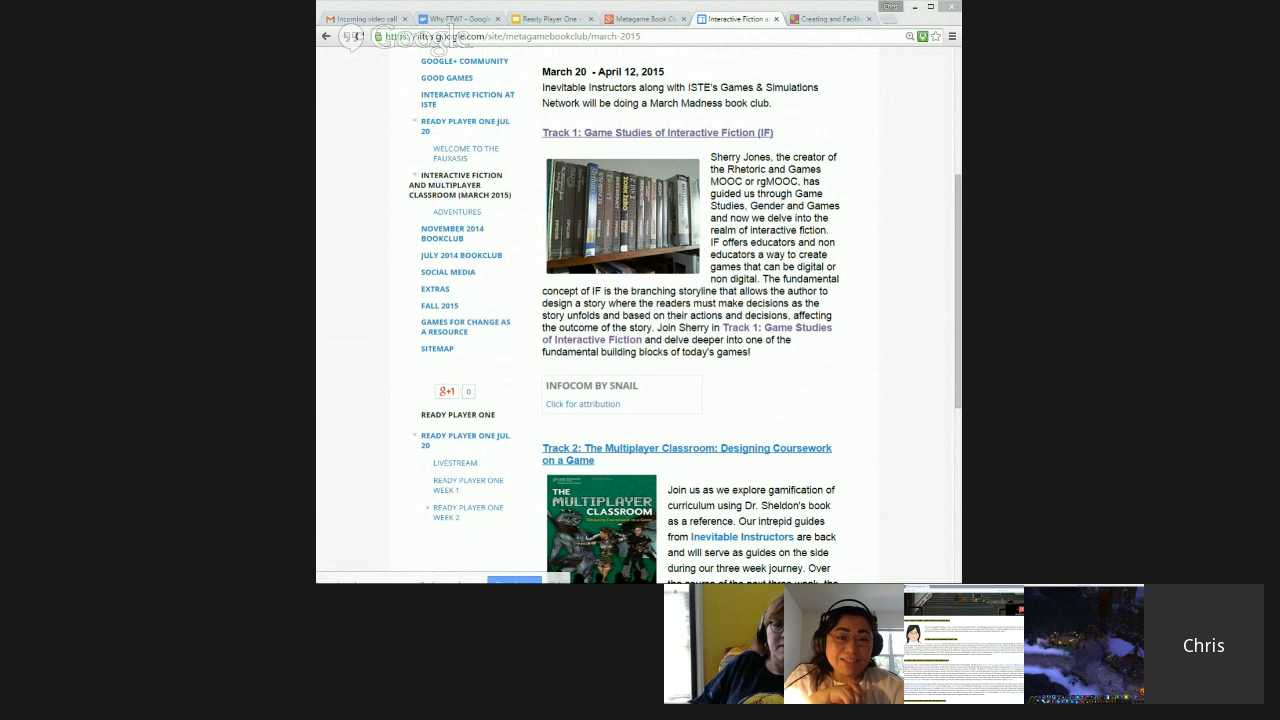 Chris
Incoming video call
Why FTW? - Google
Ready Player One -
Metagame Book Cl
Interactive Fiction a
Creating and Facilit
https://sites.google.com/site/metagamebookclub/march-2015
Google
GOOGLE+ COMMUNITY
GOOD GAMES
INTERACTIVE FICTION AT
ISTE
READY PLAYER ONE JUL
20
WELCOME TO THE
FAUXASIS
INTERACTIVE FICTION
AND MULTIPLAYER
CLASSROOM (MARCH 2015)
ADVENTURES
NOVEMBER 2014
BOOKCLUB
JULY 2014 BOOKCLUB
SOCIAL MEDIA
EXTRAS
FALL 2015
GAMES FOR CHANGE AS
A RESOURCE
SITEMAP
g+1 0
READY PLAYER ONE
READY PLAYER ONE JUL
20
LIVESTREAM
READY PLAYER ONE
WEEK 1
READY PLAYER ONE
WEEK 2
March 20 - April 12, 2015
Inevitable Instructors along with ISTE's Games & Simulations
Network will be doing a March Madness book club.
Track 1: Game Studies of Interactive Fiction (IF)
ZORK ZERO
Sherry Jones, the creator of
the Rhetoric and Games
MOOC or rgMOOC, has
guided us through Game
Studies, Gender and Games
and now we delve into the
realm of interactive fiction.
IF offers educators and non
educators a way to create
games that can be digital or
non digital. The fundamental
concept of IF is the branching storyline that allows the author to
design a story where the readers must make decisions as the
story unfolds and based on their actions and decisions, affecting
the outcome of the story. Join Sherry in Track 1: Game Studies
of Interactive Fiction and delve deeper into one of the
fundamental building blocks of today's games!
INFOCOM BY SNAIL
Click for attribution
Track 2: The Multiplayer Classroom: Designing Coursework
on a Game
THE
MULTIPLAYER
CLASSROOM
Designing Coursework as a Game
Join us as we explore gamification of
curriculum using Dr. Sheldon's book
as a reference. Our intrepid guides
from Inevitable Instructors are back
and will serve as guides on the side
during our three week journey. Over
the course of the next three week, the
Chris